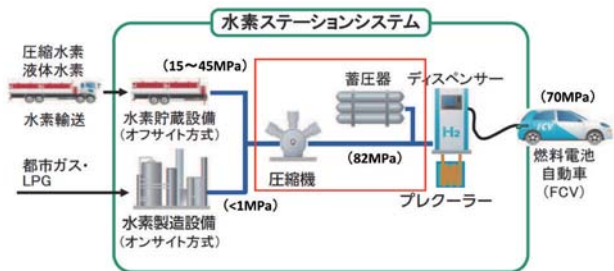 水素ステーションシステム
圧縮水素
液体水素
水素輸送
(15～45MPa)
水素貯蔵設備
(オフサイト方式)
都市ガス・
LPG
水素製造設備
(オンサイト方式)
(<1MPa)
圧縮機
蓄圧器
(82MPa)
ディスペンサー
H2
プレクーラー
(70MPa)
FCV
燃料電池
自動車
(FCV)